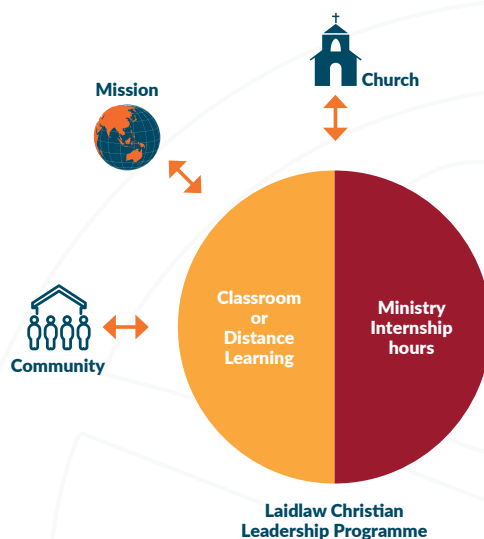 Church
Mission
Community
Classroom
or
Distance
Learning
Ministry
Internship
hours
Laidlaw Christian
Leadership Programme